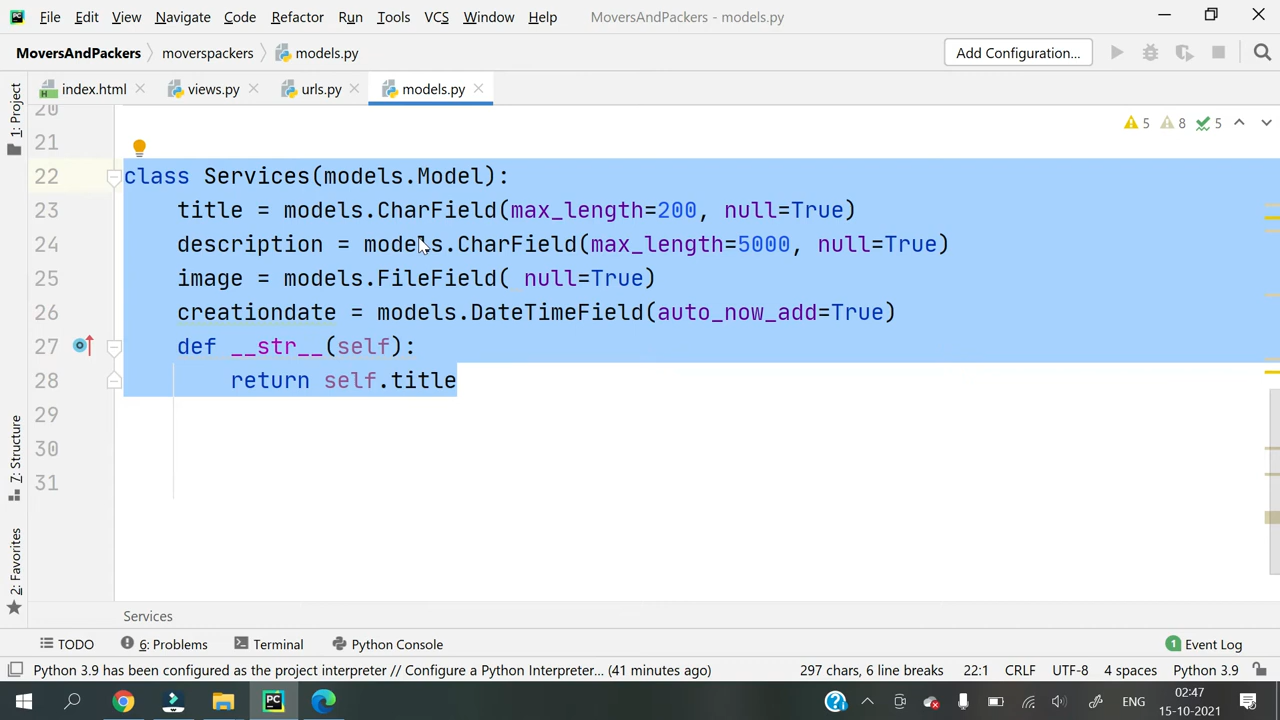 File Edit View Navigate Code Refactor Run Tools VCS Window Help MoversAndPackers - models.py
MoversAndPackers moverspackers models.py Add Configuration...
index.html views.py urls.py models.py
1: Project
7: Structure
2: Favorites
20
21
5 8 5
22 class Services(models.Model):
23 title = models.CharField(max_length=200, null=True)
24 description = models.CharField(max_length=5000, null=True)
25 image = models.FileField( null=True)
26 creationdate = models.DateTimeField(auto_now_add=True)
27 def __str__(self):
28 return self.title
29
30
31
Services
TODO 6: Problems Terminal Python Console 1 Event Log
Python 3.9 has been configured as the project interpreter // Configure a Python Interpreter... (41 minutes ago) 297 chars, 6 line breaks 22:1 CRLF UTF-8 4 spaces Python 3.9
ENG 02:47
15-10-2021